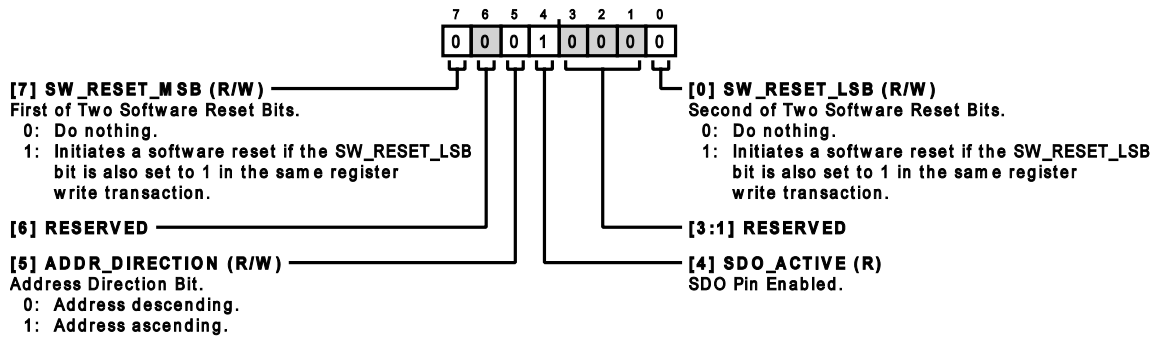 7 6 5 4 3 2 1 0
0 0 0 1 0 0 0 0
[7] SW_RESET_MSB (R/W)
First of Two Software Reset Bits.
0: Do nothing.
1: Initiates a software reset if the SW_RESET_LSB
bit is also set to 1 in the same register
write transaction.
[6] RESERVED
[5] ADDR_DIRECTION (R/W)
Address Direction Bit.
0: Address descending.
1: Address ascending.
[0] SW_RESET_LSB (R/W)
Second of Two Software Reset Bits.
0: Do nothing.
1: Initiates a software reset if the SW_RESET_LSB
bit is also set to 1 in the same register
write transaction.
[3:1] RESERVED
[4] SDO_ACTIVE (R)
SDO Pin Enabled.